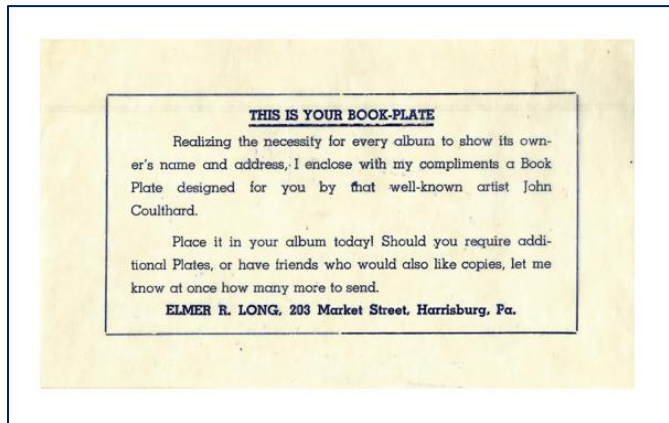 THIS IS YOUR BOOK-PLATE
Realizing the necessity for every album to show its own-
er's name and address, I enclose with my compliments a Book
Plate designed for you by that well-known artist John
Coulthard.
Place it in your album today! Should you require addi-
tional Plates, or have friends who would also like copies, let me
know at once how many more to send.
ELMER R. LONG, 203 Market Street, Harrisburg, Pa.